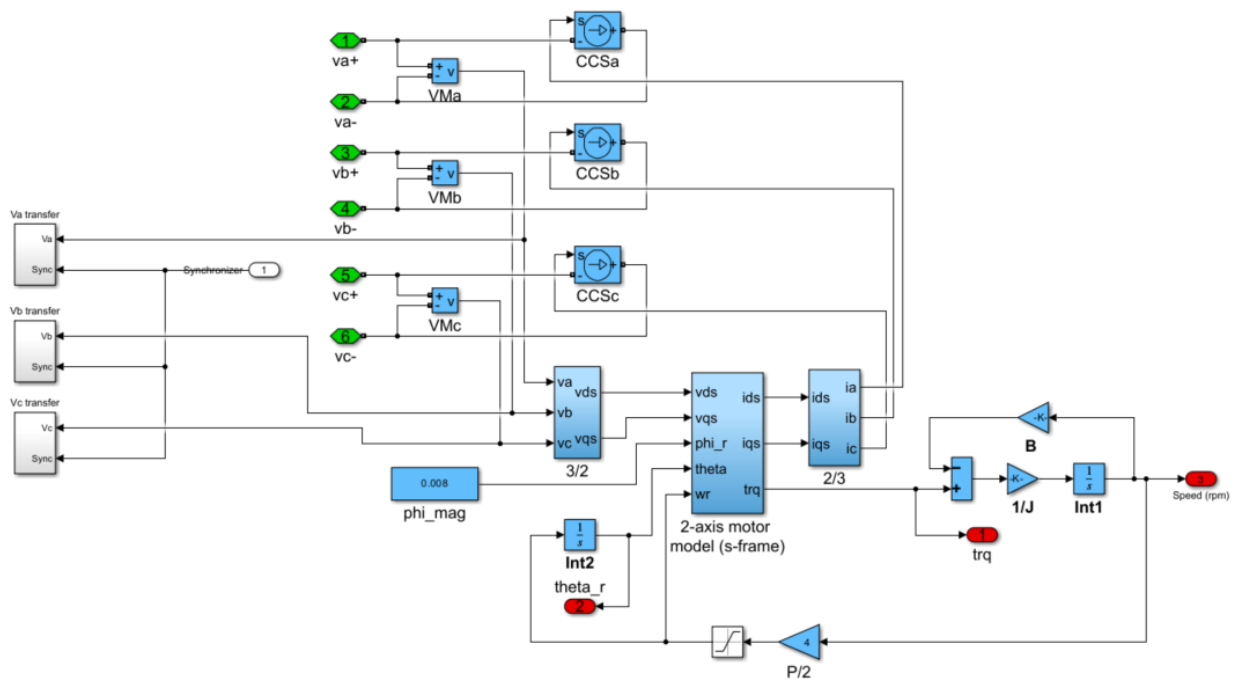 1
va+
2
va-
+
-
v
VMa
s
-
+
CCSa
3
vb+
4
vb-
+
-
v
VMb
s
-
+
CCSb
5
vc+
6
vc-
+
-
v
VMc
s
-
+
CCSc
Va transfer
Va
Sync
Synchronizer
1
Vb transfer
Vb
Sync
Vc transfer
Vc
Sync
va
vb
vc
vds
vqs
3/2
0.008
phi_mag
vds
vqs
phi_r
theta
wr
ids
iqs
trq
2-axis motor
model (s-frame)
ids
iqs
ia
ib
ic
2/3
-K-
B
−
+
-K-
1/J
1
s
Int1
3
Speed (rpm)
1
trq
1
s
Int2
theta_r
2
4
P/2